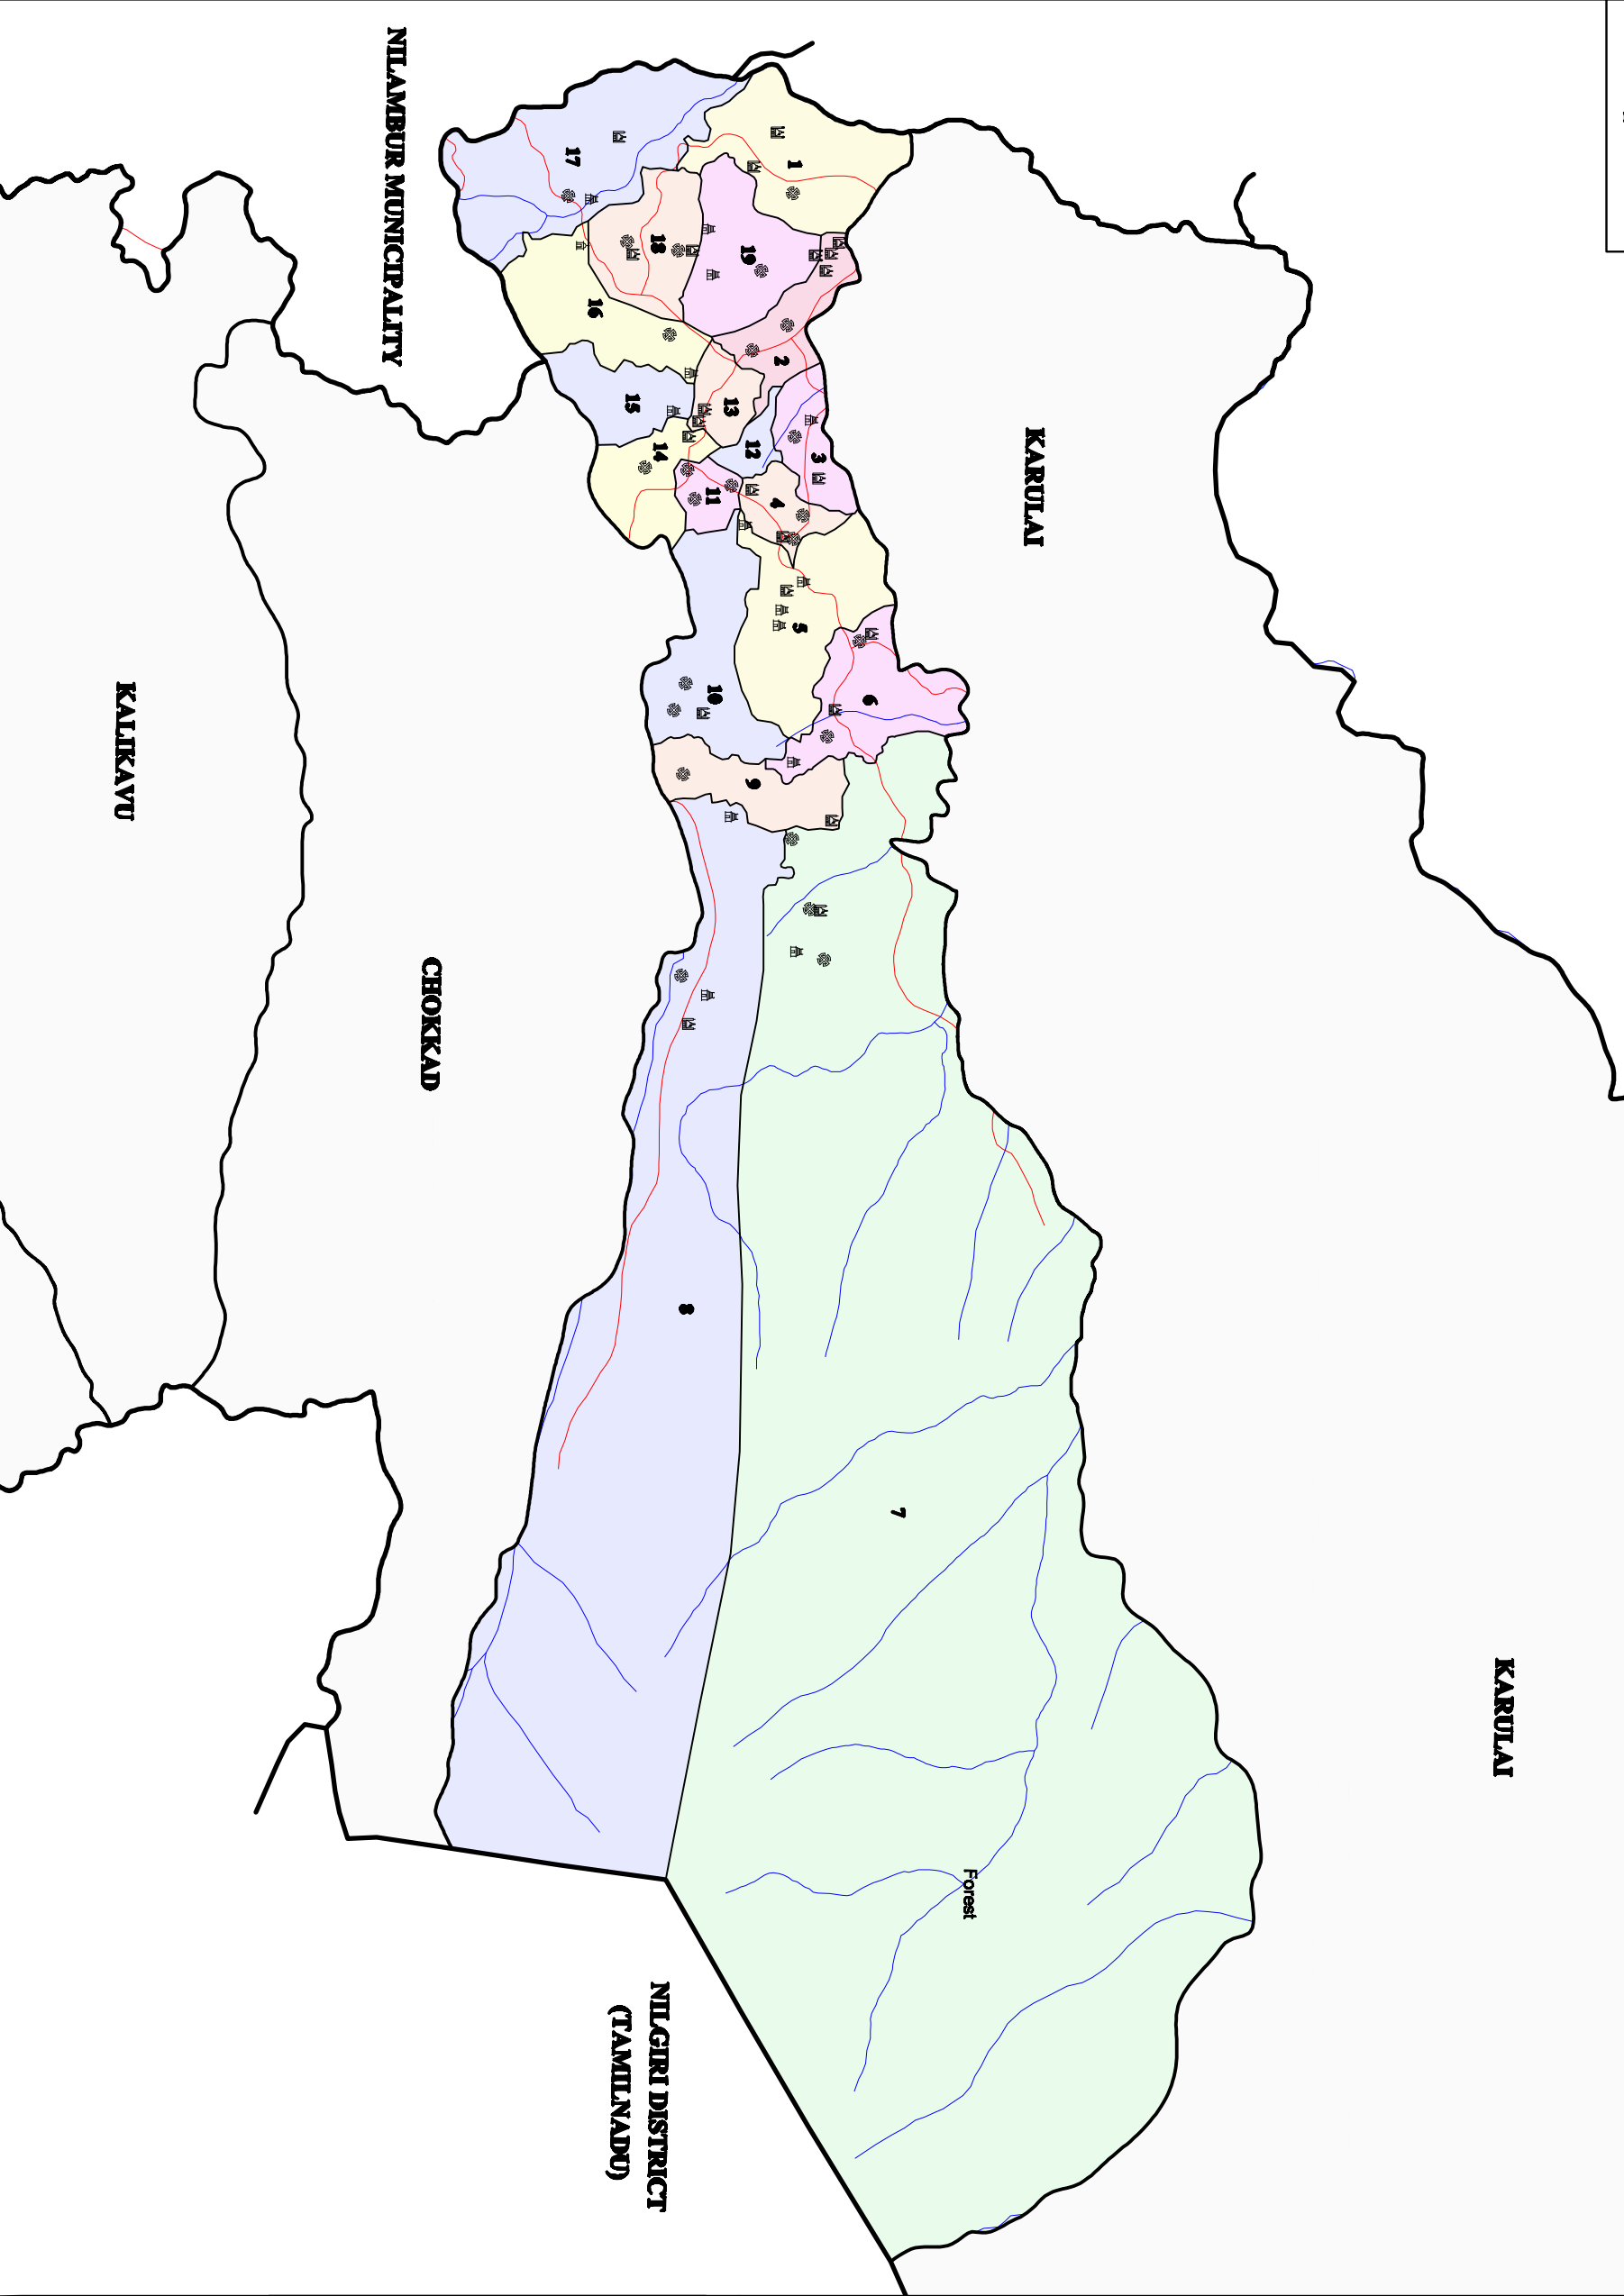 KARULAI
KARULAI
Forest
1
2
3
4
5
6
7
19
18
13
12
11
17
16
15
14
10
9
8
NILAMBUR MUNICIPALITY
CHOKKAD
KALIKAVU
NILGIRI DISTRICT
(TAMILNADU)